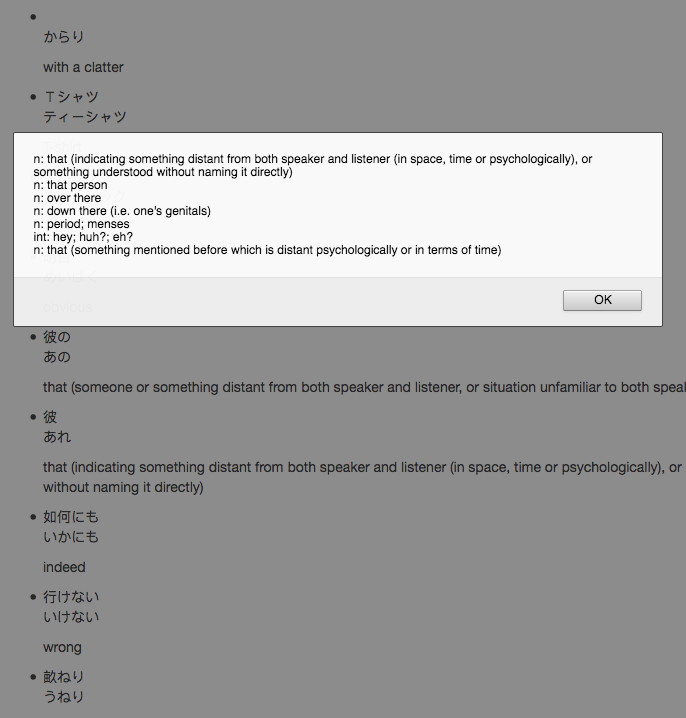 からり
with a clatter
Ｔシャツ
ティーシャツ
n: that (indicating something distant from both speaker and listener (in space, time or psychologically), or
something understood without naming it directly)
n: that person
n: over there
n: down there (i.e. one's genitals)
n: period; menses
int: hey; huh?; eh?
n: that (something mentioned before which is distant psychologically or in terms of time)
OK
彼の
あの
that (someone or something distant from both speaker and listener, or situation unfamiliar to both
彼
あれ
that (indicating something distant from both speaker and listener (in space, time or psychologically), or
without naming it directly)
如何にも
いかにも
indeed
行けない
いけない
wrong
畝ねり
うねり